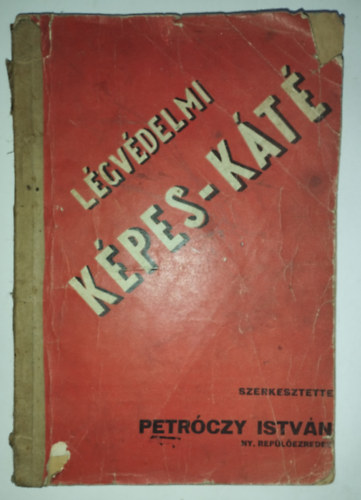 LÉGVÉDELMI
KÉPES-KÁTÉ
SZERKESZTETTE
PETRÓCZY ISTVÁN
NY. REPÜLŐEZREDES